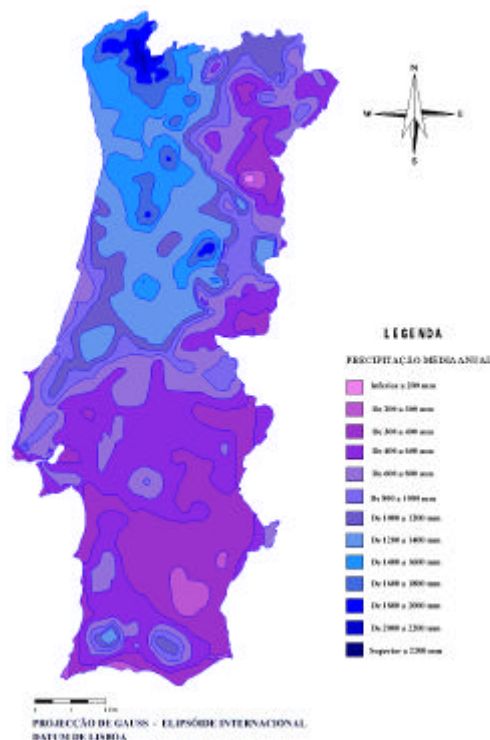 N
W E
S
LEGENDA
PRECIPITAÇÃO MÉDIA ANUAL
Inferior a 200 mm
De 200 a 300 mm
De 300 a 400 mm
De 400 a 600 mm
De 600 a 800 mm
De 800 a 1000 mm
De 1000 a 1200 mm
De 1200 a 1400 mm
De 1400 a 1600 mm
De 1600 a 1800 mm
De 1800 a 2000 mm
De 2000 a 2200 mm
Superior a 2200 mm
PROJECÇÃO DE GAUSS - ELIPSÓIDE INTERNACIONAL
DATUM DE LISBOA